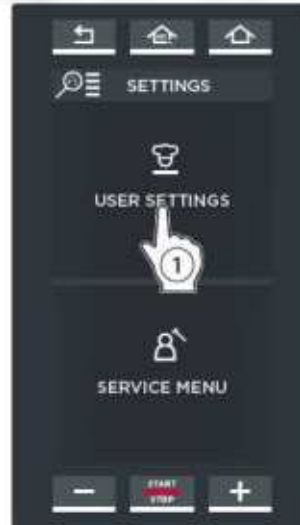 SETTINGS
USER SETTINGS
1
SERVICE MENU
START
STOP